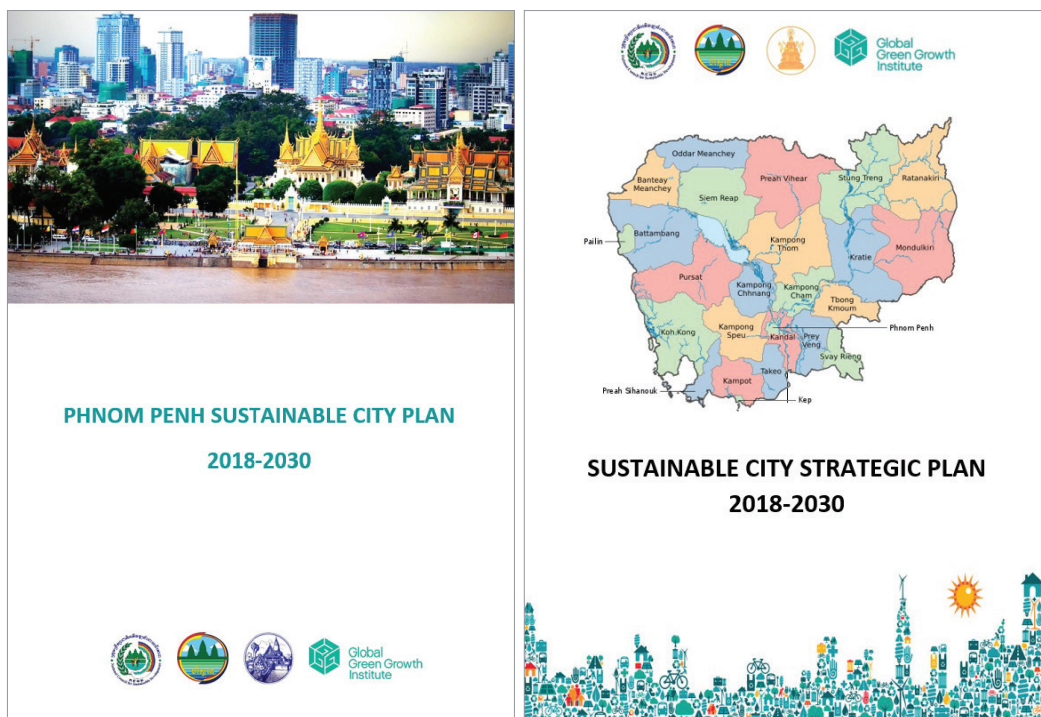 PHNOM PENH SUSTAINABLE CITY PLAN
2018-2030
Global
Green Growth
Institute
Global
Green Growth
Institute
Oddar Meanchey
Banteay
Meanchey
Siem Reap
Preah Vihear
Stung Treng
Ratanakiri
Pailin
Battambang
Kampong
Thom
Kratie
Mondulkiri
Pursat
Kampong
Chhnang
Kampong
Cham
Tbong
Kmoum
Phnom Penh
Koh Kong
Kampong
Speu
Kandal
Prey
Veng
Svay Rieng
Takeo
Preah Sihanouk
Kampot
Kep
SUSTAINABLE CITY STRATEGIC PLAN
2018-2030